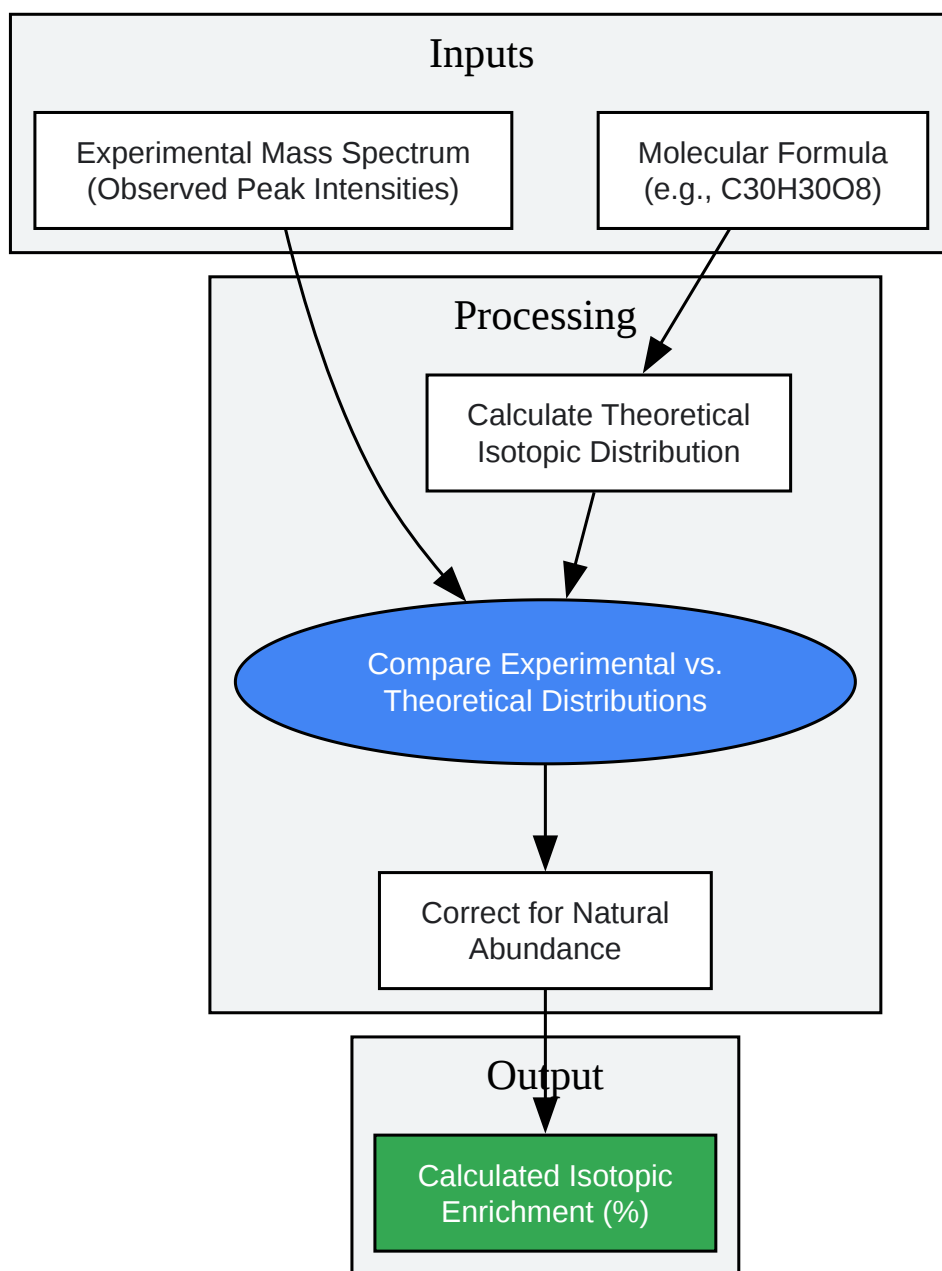 Inputs
Experimental Mass Spectrum
(Observed Peak Intensities)
Molecular Formula
(e.g., C30H30O8)
Processing
Calculate Theoretical
Isotopic Distribution
Compare Experimental vs.
Theoretical Distributions
Correct for Natural
Abundance
Output
Calculated Isotopic
Enrichment (%)